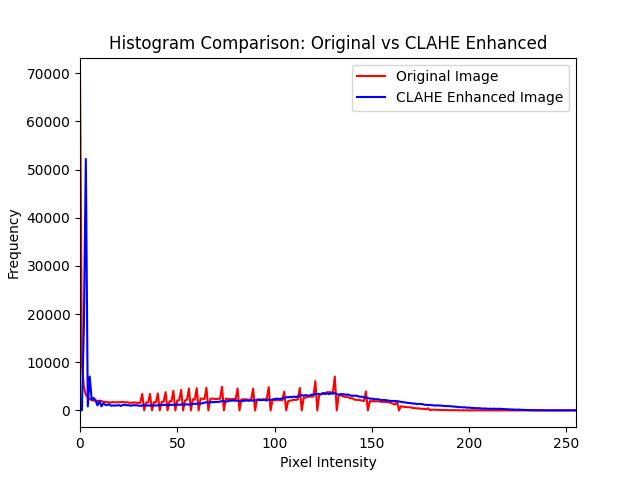 Histogram Comparison: Original vs CLAHE Enhanced
Original Image
CLAHE Enhanced Image
70000
60000
50000
40000
30000
20000
10000
0
Frequency
0 50 100 150 200 250
Pixel Intensity